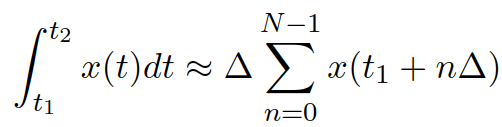 ∫_{t_1}^{t_2} x(t)dt ≈ Δ ∑_{n=0}^{N−1} x(t_1 + nΔ)